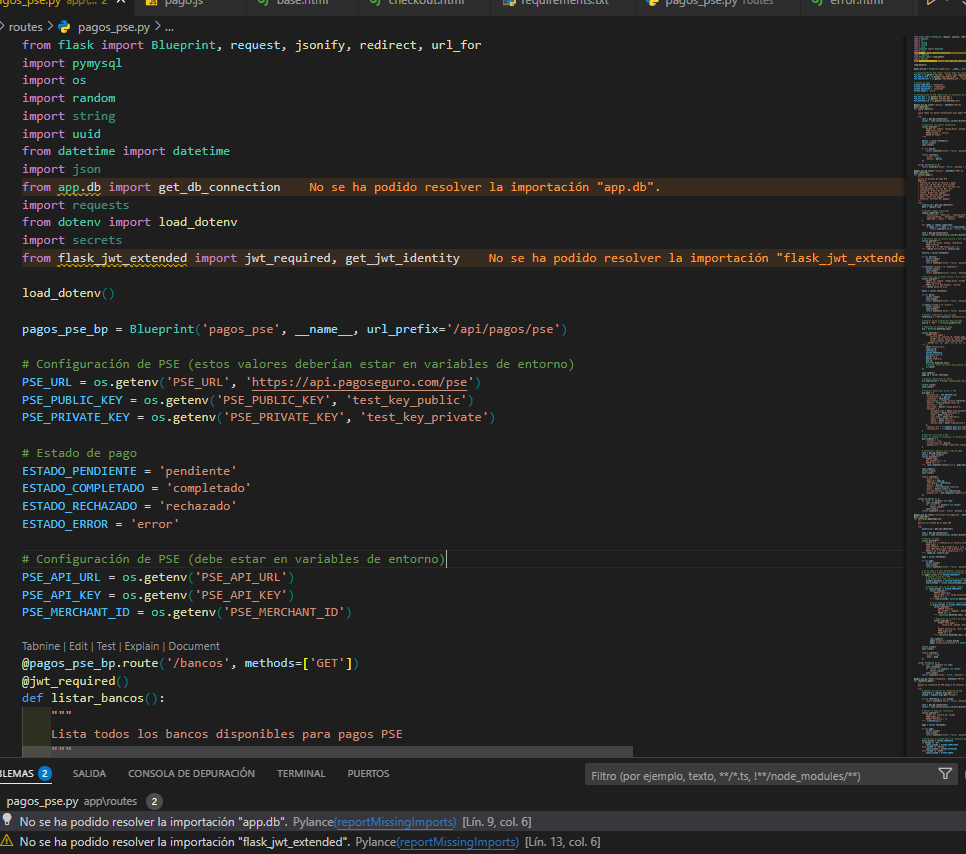 pagos_pse.py app\... 2
pago.js
base.html
checkout.html
requirements.txt
pagos_pse.py routes
error.html
routes > pagos_pse.py > ...
from flask import Blueprint, request, jsonify, redirect, url_for
import pymysql
import os
import random
import string
import uuid
from datetime import datetime
import json
from app.db import get_db_connection No se ha podido resolver la importación "app.db".
import requests
from dotenv import load_dotenv
import secrets
from flask_jwt_extended import jwt_required, get_jwt_identity No se ha podido resolver la importación "flask_jwt_extende
load_dotenv()
pagos_pse_bp = Blueprint('pagos_pse', __name__, url_prefix='/api/pagos/pse')
# Configuración de PSE (estos valores deberían estar en variables de entorno)
PSE_URL = os.getenv('PSE_URL', 'https://api.pagoseguro.com/pse')
PSE_PUBLIC_KEY = os.getenv('PSE_PUBLIC_KEY', 'test_key_public')
PSE_PRIVATE_KEY = os.getenv('PSE_PRIVATE_KEY', 'test_key_private')
# Estado de pago
ESTADO_PENDIENTE = 'pendiente'
ESTADO_COMPLETADO = 'completado'
ESTADO_RECHAZADO = 'rechazado'
ESTADO_ERROR = 'error'
# Configuración de PSE (debe estar en variables de entorno)
PSE_API_URL = os.getenv('PSE_API_URL')
PSE_API_KEY = os.getenv('PSE_API_KEY')
PSE_MERCHANT_ID = os.getenv('PSE_MERCHANT_ID')
Tabnine | Edit | Test | Explain | Document
@pagos_pse_bp.route('/bancos', methods=['GET'])
@jwt_required()
def listar_bancos():
"""
Lista todos los bancos disponibles para pagos PSE
"""
BLEMAS 2 SALIDA CONSOLA DE DEPURACIÓN TERMINAL PUERTOS Filtro (por ejemplo, texto, **/*.ts, !**/node_modules/**)
pagos_pse.py app\routes 2
No se ha podido resolver la importación "app.db". Pylance(reportMissingImports) [Lín. 9, col. 6]
No se ha podido resolver la importación "flask_jwt_extended". Pylance(reportMissingImports) [Lín. 13, col. 6]